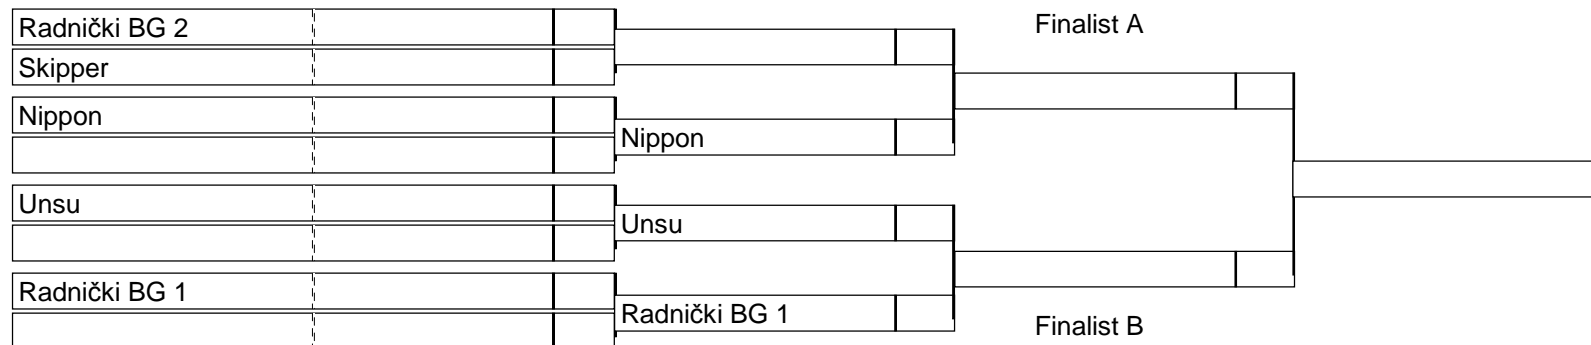 Radnički BG 2
Skipper
Nippon
Unsu
Radnički BG 1
Nippon
Unsu
Radnički BG 1
Finalist A
Finalist B